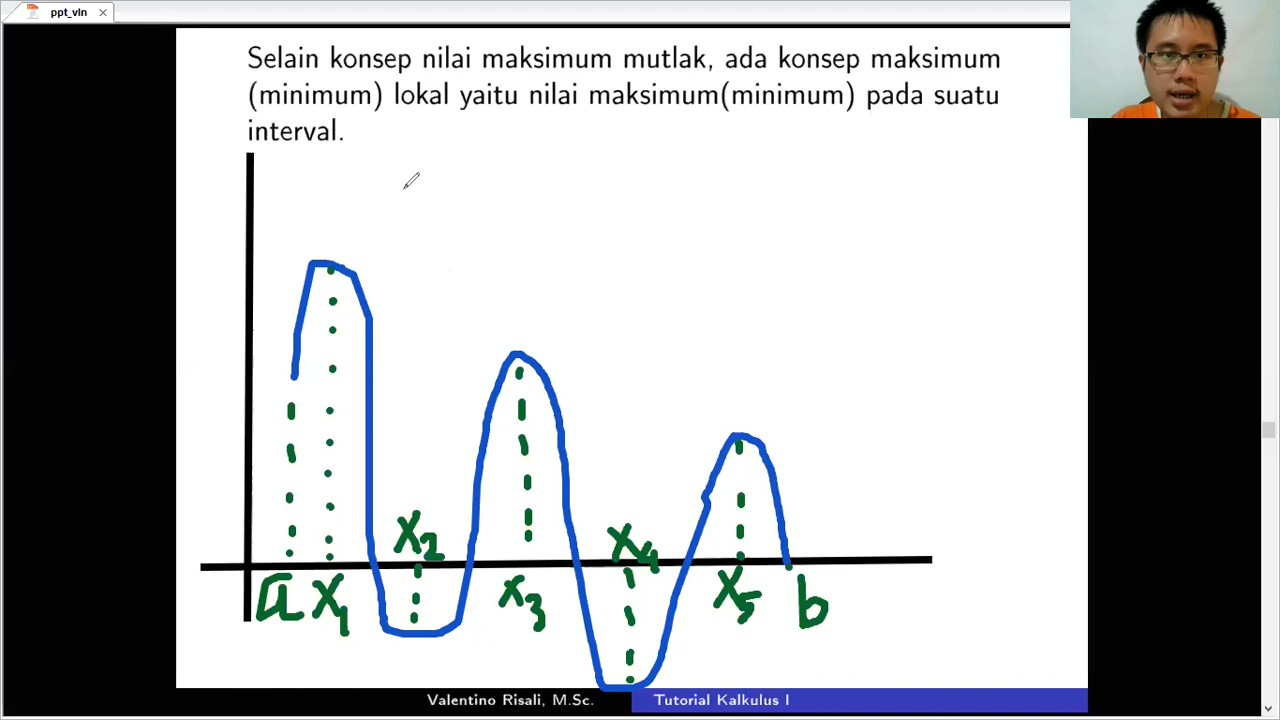 ppt_vln
Selain konsep nilai maksimum mutlak, ada konsep maksimum
(minimum) lokal yaitu nilai maksimum(minimum) pada suatu
interval.
x2 x4
a x1 x3 x5 b
Valentino Risali, M.Sc. Tutorial Kalkulus I